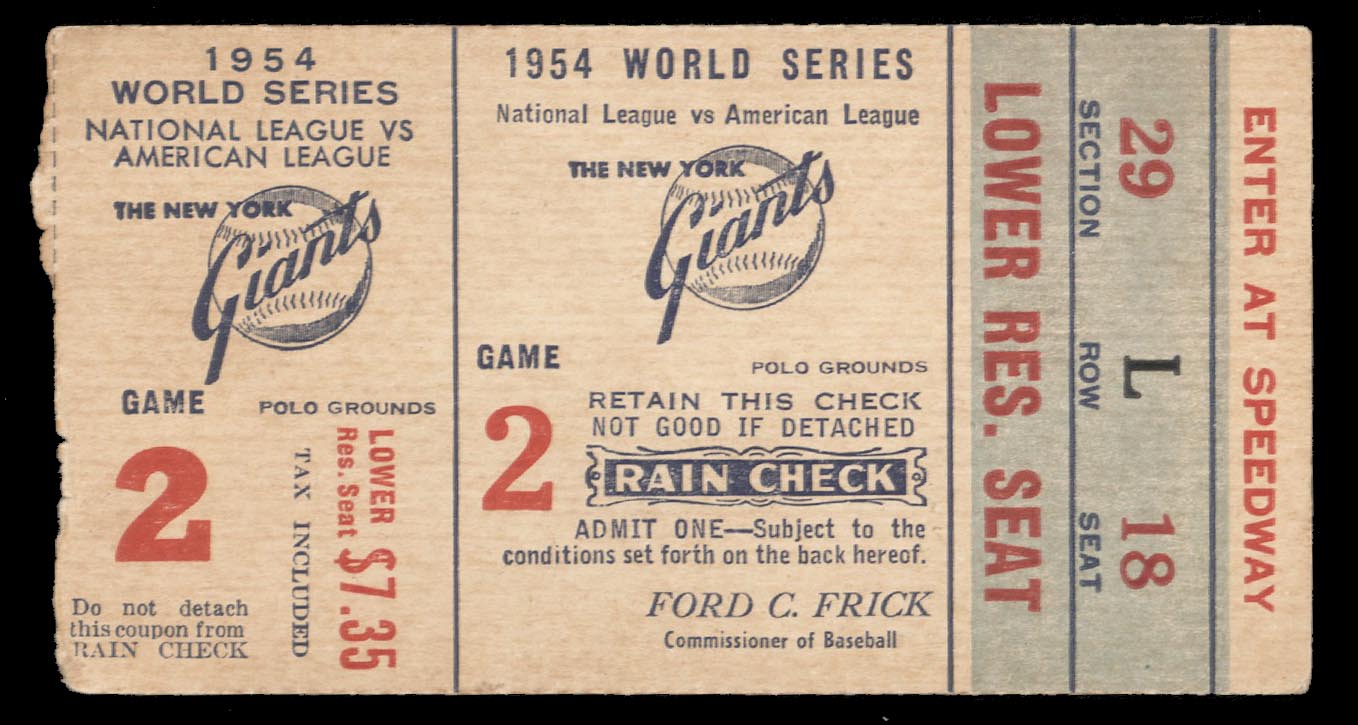 1954
WORLD SERIES
NATIONAL LEAGUE VS
AMERICAN LEAGUE
THE NEW YORK
Giants
GAME
POLO GROUNDS
2
LOWER
Res. Seat $7.35
TAX INCLUDED
Do not detach
this coupon from
RAIN CHECK
1954 WORLD SERIES
National League vs American League
THE NEW YORK
Giants
GAME
POLO GROUNDS
2
RETAIN THIS CHECK
NOT GOOD IF DETACHED
RAIN CHECK
ADMIT ONE—Subject to the
conditions set forth on the back hereof.
FORD C. FRICK
Commissioner of Baseball
LOWER RES. SEAT
SECTION ROW SEAT
29 L 18
ENTER AT SPEEDWAY